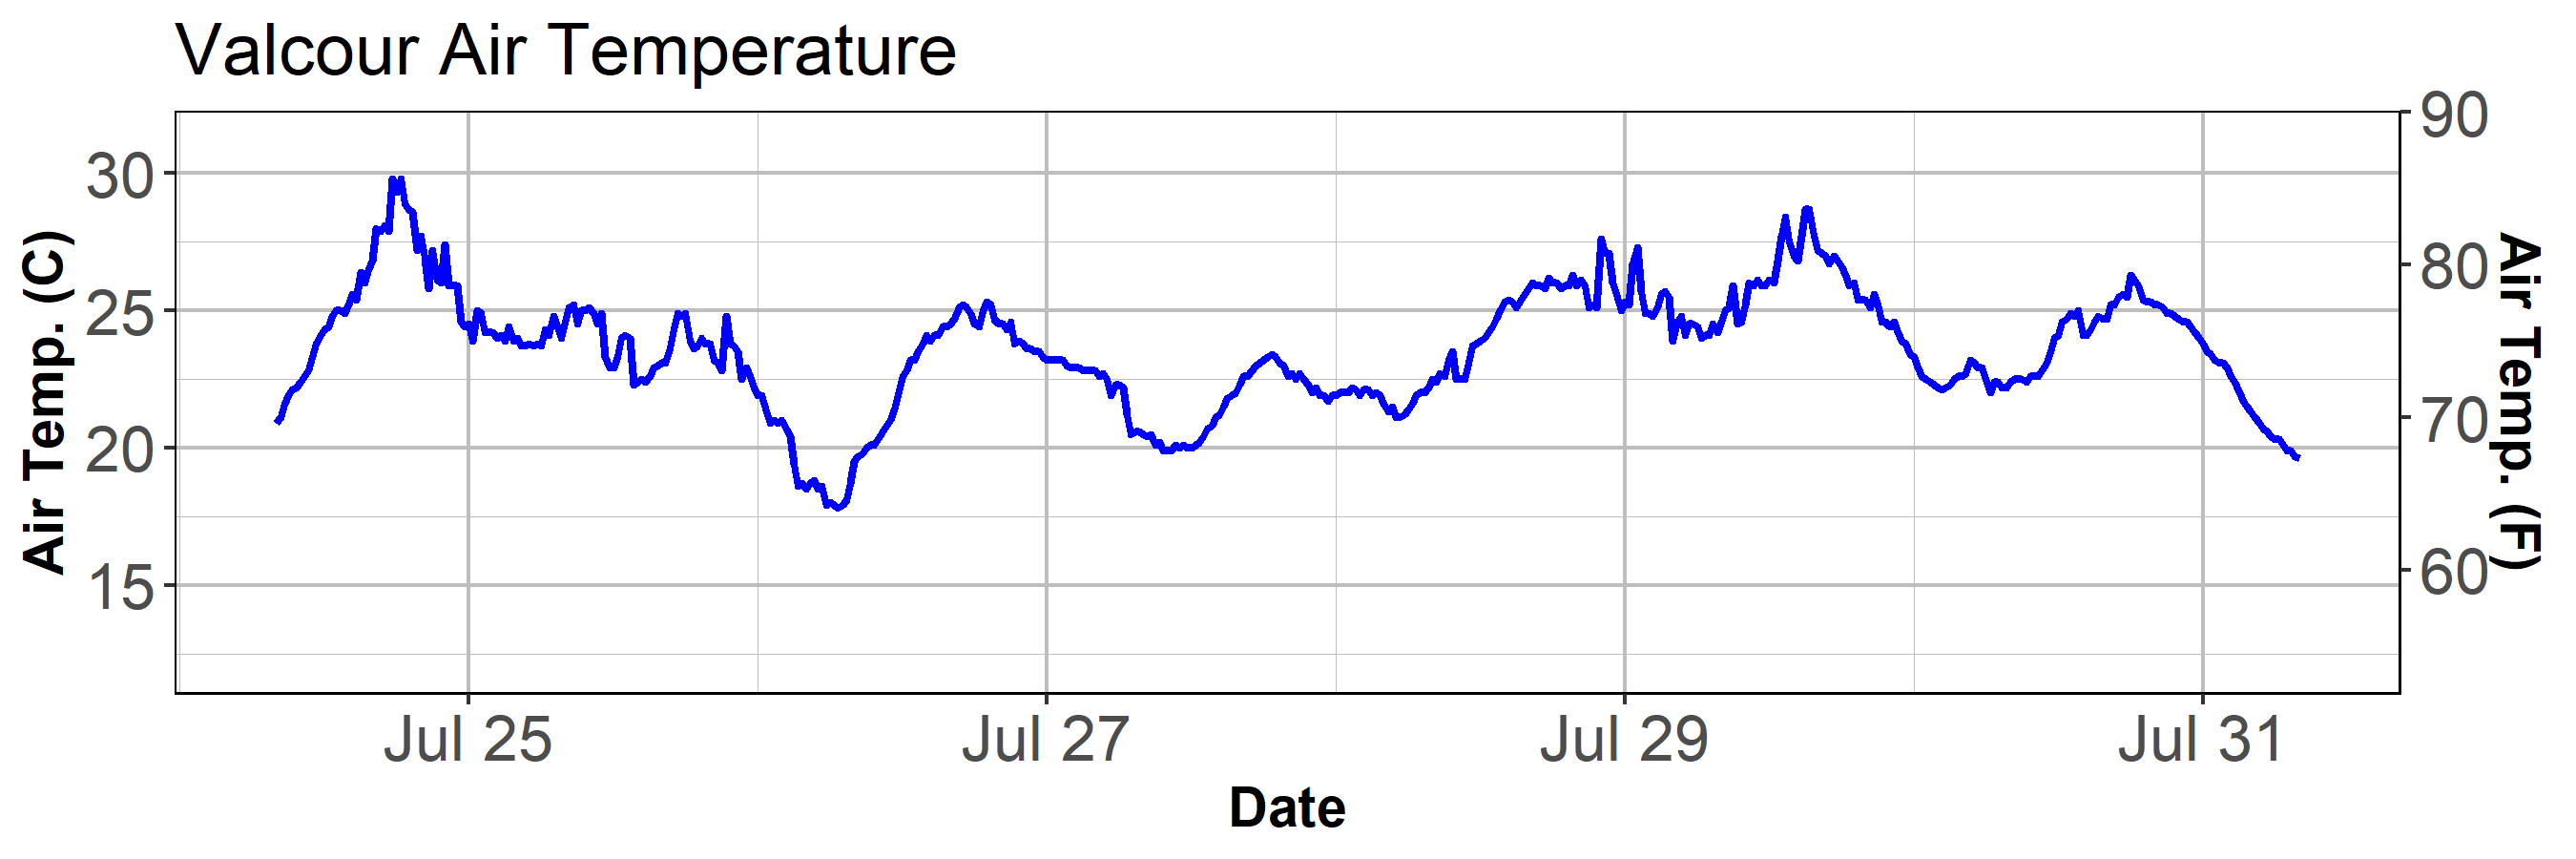 Valcour Air Temperature
Air Temp. (C)
30
25
20
15
90
80
70
60
Air Temp. (F)
Jul 25
Jul 27
Jul 29
Jul 31
Date